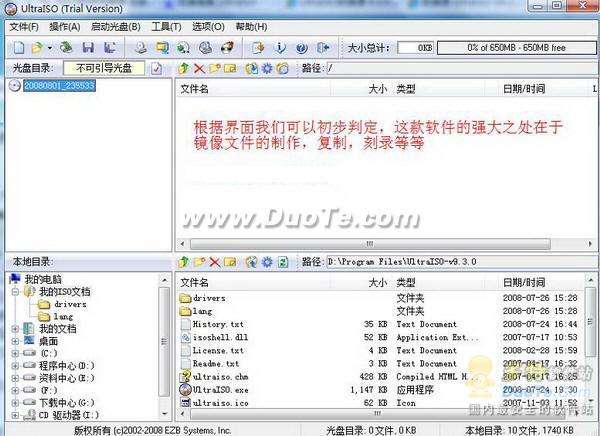 UltraISO (Trial Version)
文件(F) 操作(A) 启动光盘(B) 工具(T) 选项(O) 帮助(H)
大小总计: 0KB 0% of 650MB - 650MB free
光盘目录: 不可引导光盘 路径: /
20080801_235533
文件名 大小 类型 日期/时间 L
根据界面我们可以初步判定，这款软件的强大之处在于
镜像文件的制作，复制，刻录等等
www.DuoTe.com
本地目录: 路径: D:\Program Files\UltraISO-v9.3.0
我的电脑
我的ISO文档
drivers
lang
我的文档
桌面
(C:)
程序中心(D:)
资料中心(E:)
(F:)
下载中心(G:)
CD 驱动器(I:)
文件名 大小 类型 日期/时间
drivers 文件夹 2008-07-26 15:28
lang 文件夹 2008-07-26 15:28
History.txt 35 KB Text Document 2008-07-24 16:44
isoshell.dll 52 KB Application Ext... 2007-07-17 10:53
License.txt 4 KB Text Document 2008-02-28 15:59
Readme.txt 3 KB Text Document 2007-04-17 16:32
ultraiso.chm 428 KB Compiled HTML H...
UltraISO.exe 1,147 KB 应用程序 2008-07-24 19:30
ultraiso.ico 62 KB Icon 2007-11-03 11:52
国内最安全的软件站
版权所有 (c)2002-2008 EZB Systems, Inc. 光盘目录: 0文件, 0 KB 本地目录: 10文件, 1740 KB